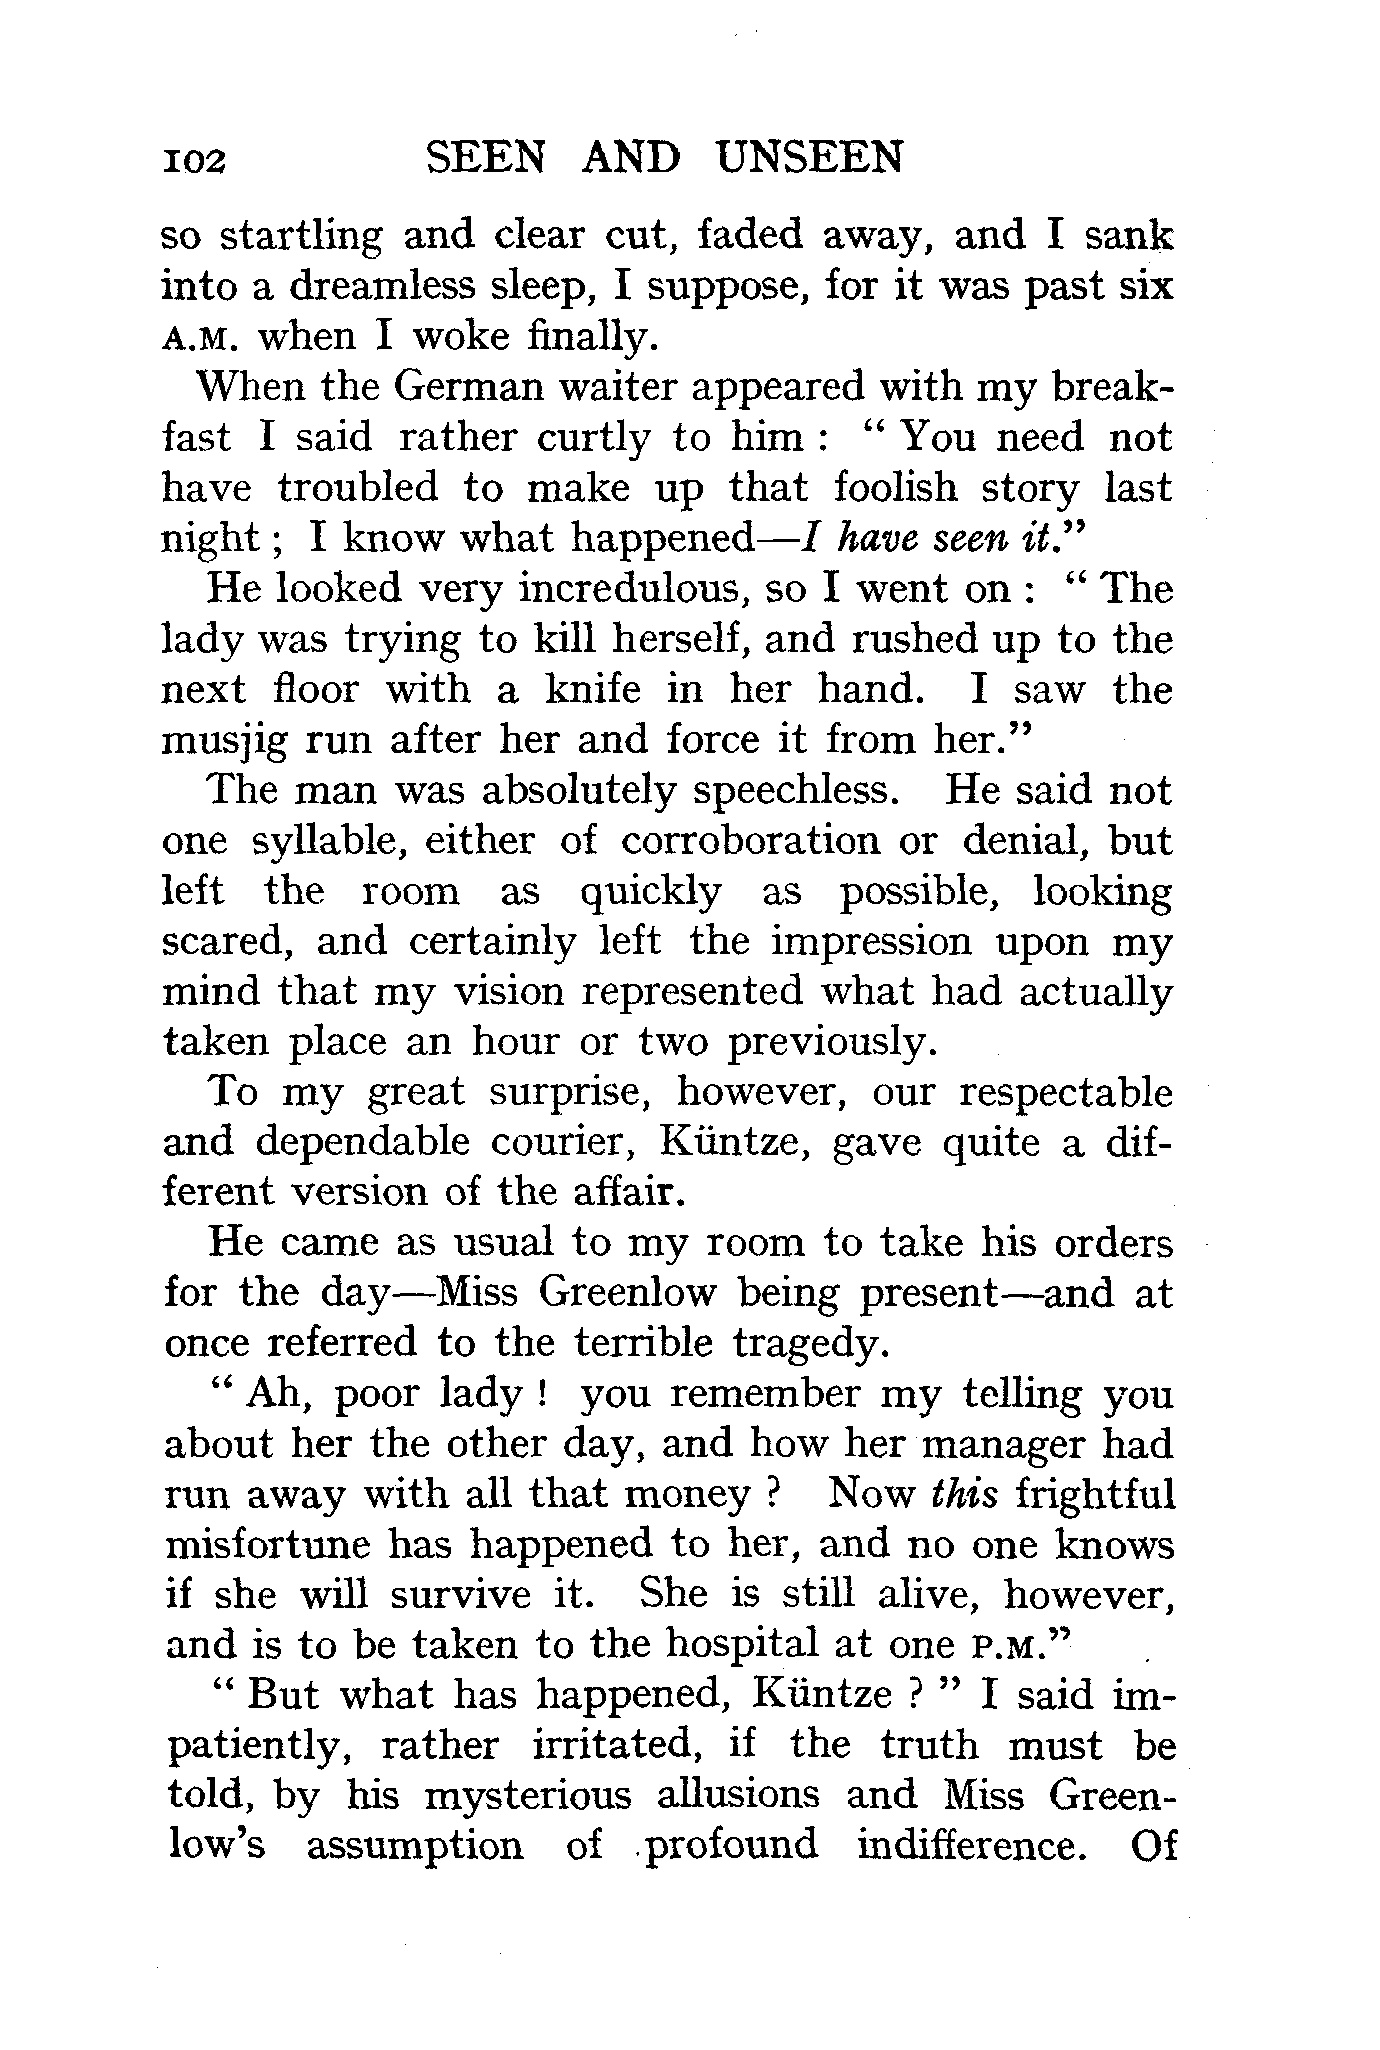 102 SEEN AND UNSEEN
so startling and clear cut, faded away, and I sank
into a dreamless sleep, I suppose, for it was past six
A.M. when I woke finally.
When the German waiter appeared with my break-
fast I said rather curtly to him : “ You need not
have troubled to make up that foolish story last
night ; I know what happened—I have seen it.”
He looked very incredulous, so I went on : “ The
lady was trying to kill herself, and rushed up to the
next floor with a knife in her hand. I saw the
musjig run after her and force it from her.”
The man was absolutely speechless. He said not
one syllable, either of corroboration or denial, but
left the room as quickly as possible, looking
scared, and certainly left the impression upon my
mind that my vision represented what had actually
taken place an hour or two previously.
To my great surprise, however, our respectable
and dependable courier, Küntze, gave quite a dif-
ferent version of the affair.
He came as usual to my room to take his orders
for the day—Miss Greenlow being present—and at
once referred to the terrible tragedy.
“ Ah, poor lady ! you remember my telling you
about her the other day, and how her manager had
run away with all that money ? Now this frightful
misfortune has happened to her, and no one knows
if she will survive it. She is still alive, however,
and is to be taken to the hospital at one P.M.”
“ But what has happened, Küntze ? ” I said im-
patiently, rather irritated, if the truth must be
told, by his mysterious allusions and Miss Green-
low’s assumption of profound indifference. Of